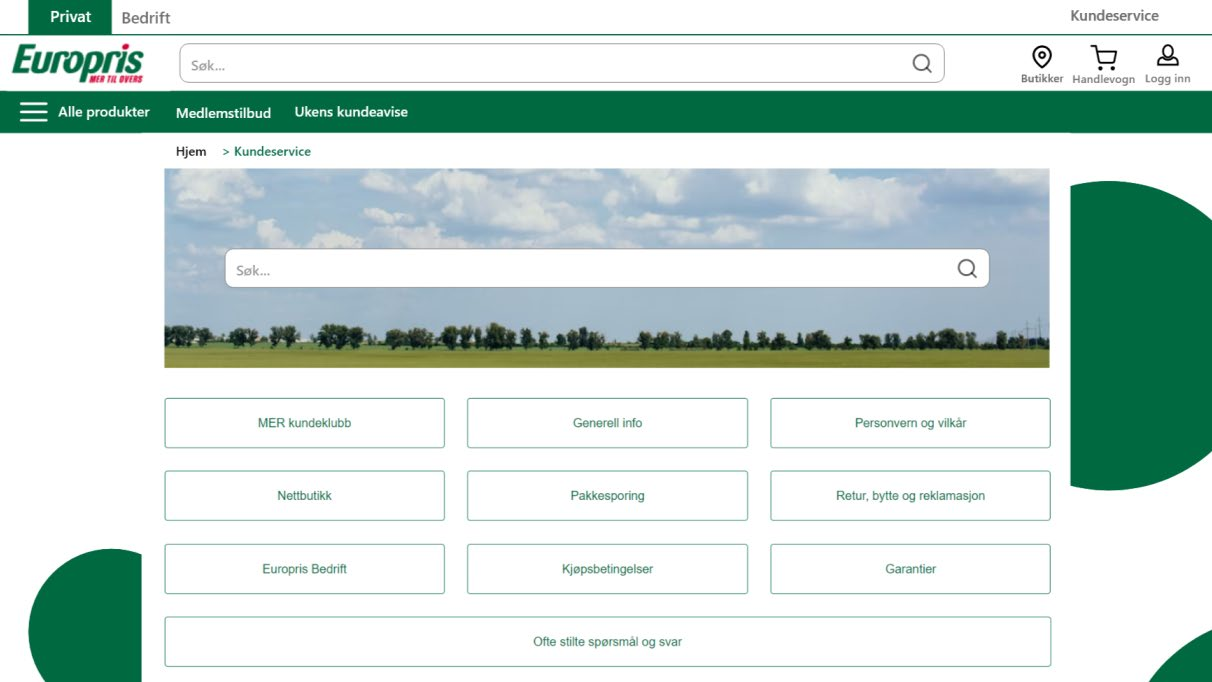 Privat
Bedrift
Kundeservice
Europris
MER TIL OVERS
Søk...
Butikker
Handlevogn
Logg inn
Alle produkter
Medlemstilbud
Ukens kundeavise
Hjem > Kundeservice
Søk...
MER kundeklubb
Generell info
Personvern og vilkår
Nettbutikk
Pakkesporing
Retur, bytte og reklamasjon
Europris Bedrift
Kjøpsbetingelser
Garantier
Ofte stilte spørsmål og svar